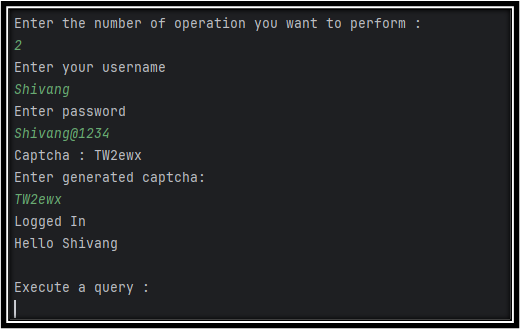 Enter the number of operation you want to perform :
2
Enter your username
Shivang
Enter password
Shivang@1234
Captcha : TW2ewx
Enter generated captcha:
TW2ewx
Logged In
Hello Shivang
Execute a query :